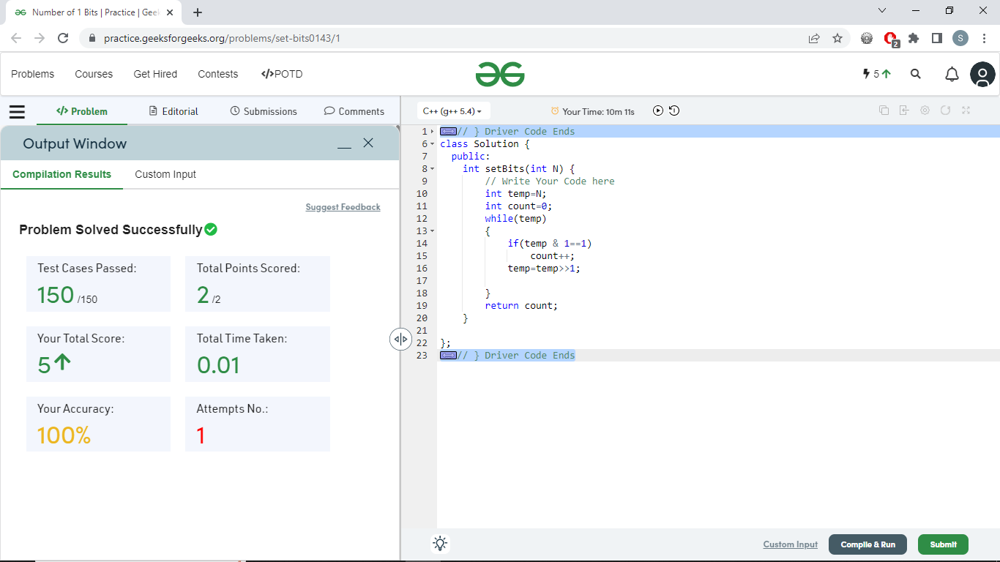 Number of 1 Bits | Practice | Gee
practice.geeksforgeeks.org/problems/set-bits0143/1
2
S
Problems Courses Get Hired Contests </>POTD
5
</> Problem Editorial Submissions Comments
C++ (g++ 5.4)
Your Time: 10m 11s
Output Window
Compilation Results Custom Input
Suggest Feedback
Problem Solved Successfully
Test Cases Passed: Total Points Scored:
150 /150 2 /2
Your Total Score: Total Time Taken:
5 0.01
Your Accuracy: Attempts No.:
100% 1
1 // } Driver Code Ends
6 class Solution {
7 public:
8 int setBits(int N) {
9 // Write Your Code here
10 int temp=N;
11 int count=0;
12 while(temp)
13 {
14 if(temp & 1==1)
15 count++;
16 temp=temp>>1;
17
18 }
19 return count;
20 }
21
22 };
23 // } Driver Code Ends
Custom Input Compile & Run Submit